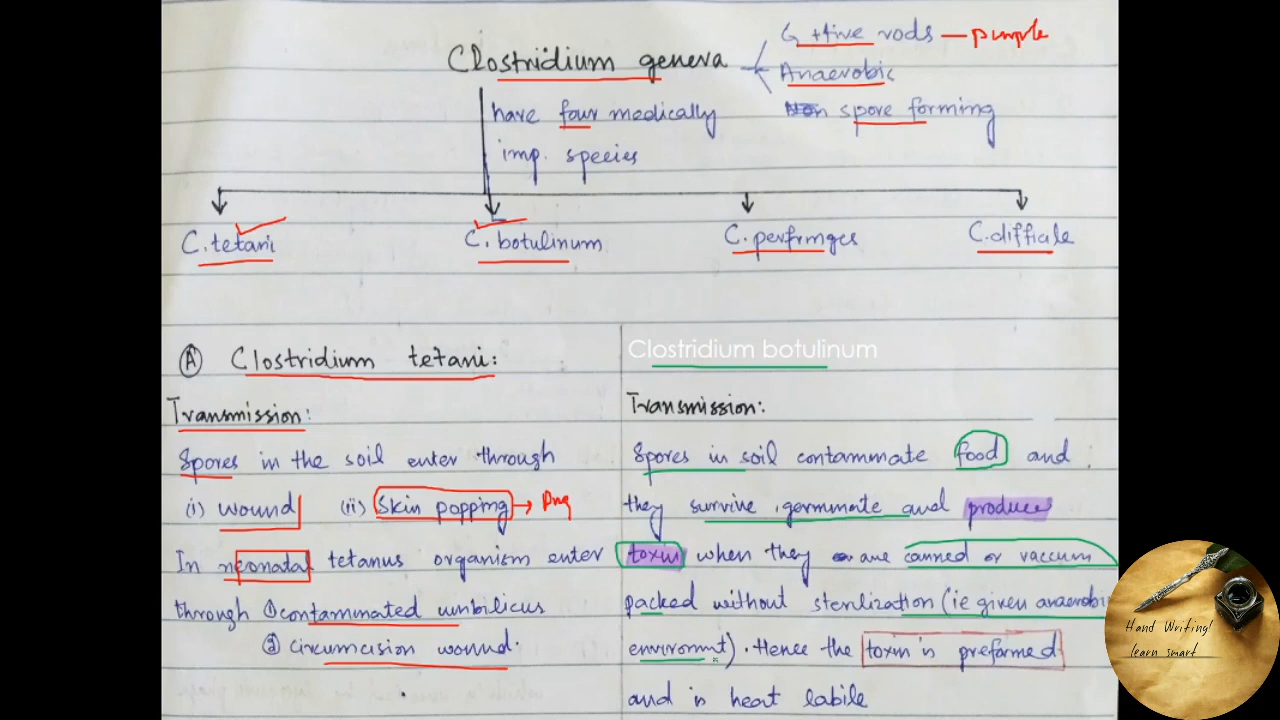 G +tive rods — purple
Clostridium genera
Anaerobic
spore forming
have four medically
imp. species
C. tetani
C. botulinum
C. perfringes
C. difficale
Ⓐ Clostridium tetani:
Transmission:
Spores in the soil enter through
(i) wound (ii) Skin popping → Drug
In neonatal tetanus organism enter
through ① contaminated umbilicus
② circumcision wound.
Clostridium botulinum
Transmission:
Spores in soil contaminate food and
they survive, germinate and produce
toxin when they are canned or vaccum
packed without sterilization (ie given anaerobic
environmt). Hence the toxin is preformed
and is heat labile
Hand Writing!
learn smart